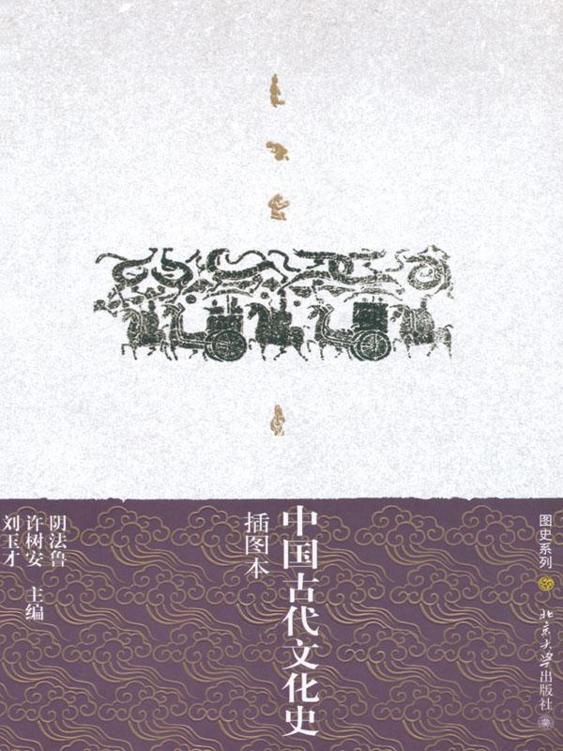 中国古代文化史
插图本
阴法鲁
许树安 主编
刘玉才
图史系列
北京大学出版社